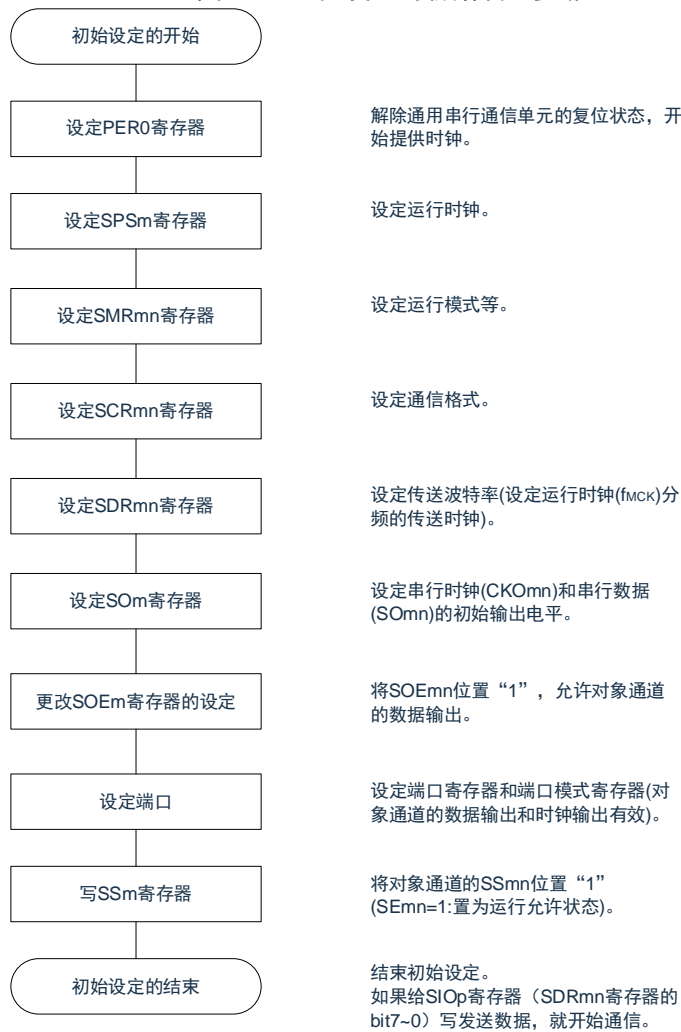 初始设定的开始
设定PER0寄存器
解除通用串行通信单元的复位状态，开
始提供时钟。
设定SPSm寄存器
设定运行时钟。
设定SMRmn寄存器
设定运行模式等。
设定SCRmn寄存器
设定通信格式。
设定SDRmn寄存器
设定传送波特率(设定运行时钟(fMCK)分
频的传送时钟)。
设定SOm寄存器
设定串行时钟(CKOmn)和串行数据
(SOmn)的初始输出电平。
更改SOEm寄存器的设定
将SOEmn位置“1”，允许对象通道
的数据输出。
设定端口
设定端口寄存器和端口模式寄存器(对
象通道的数据输出和时钟输出有效)。
写SSm寄存器
将对象通道的SSmn位置“1”
(SEmn=1:置为运行允许状态)。
初始设定的结束
结束初始设定。
如果给SIOp寄存器（SDRmn寄存器的
bit7~0）写发送数据，就开始通信。